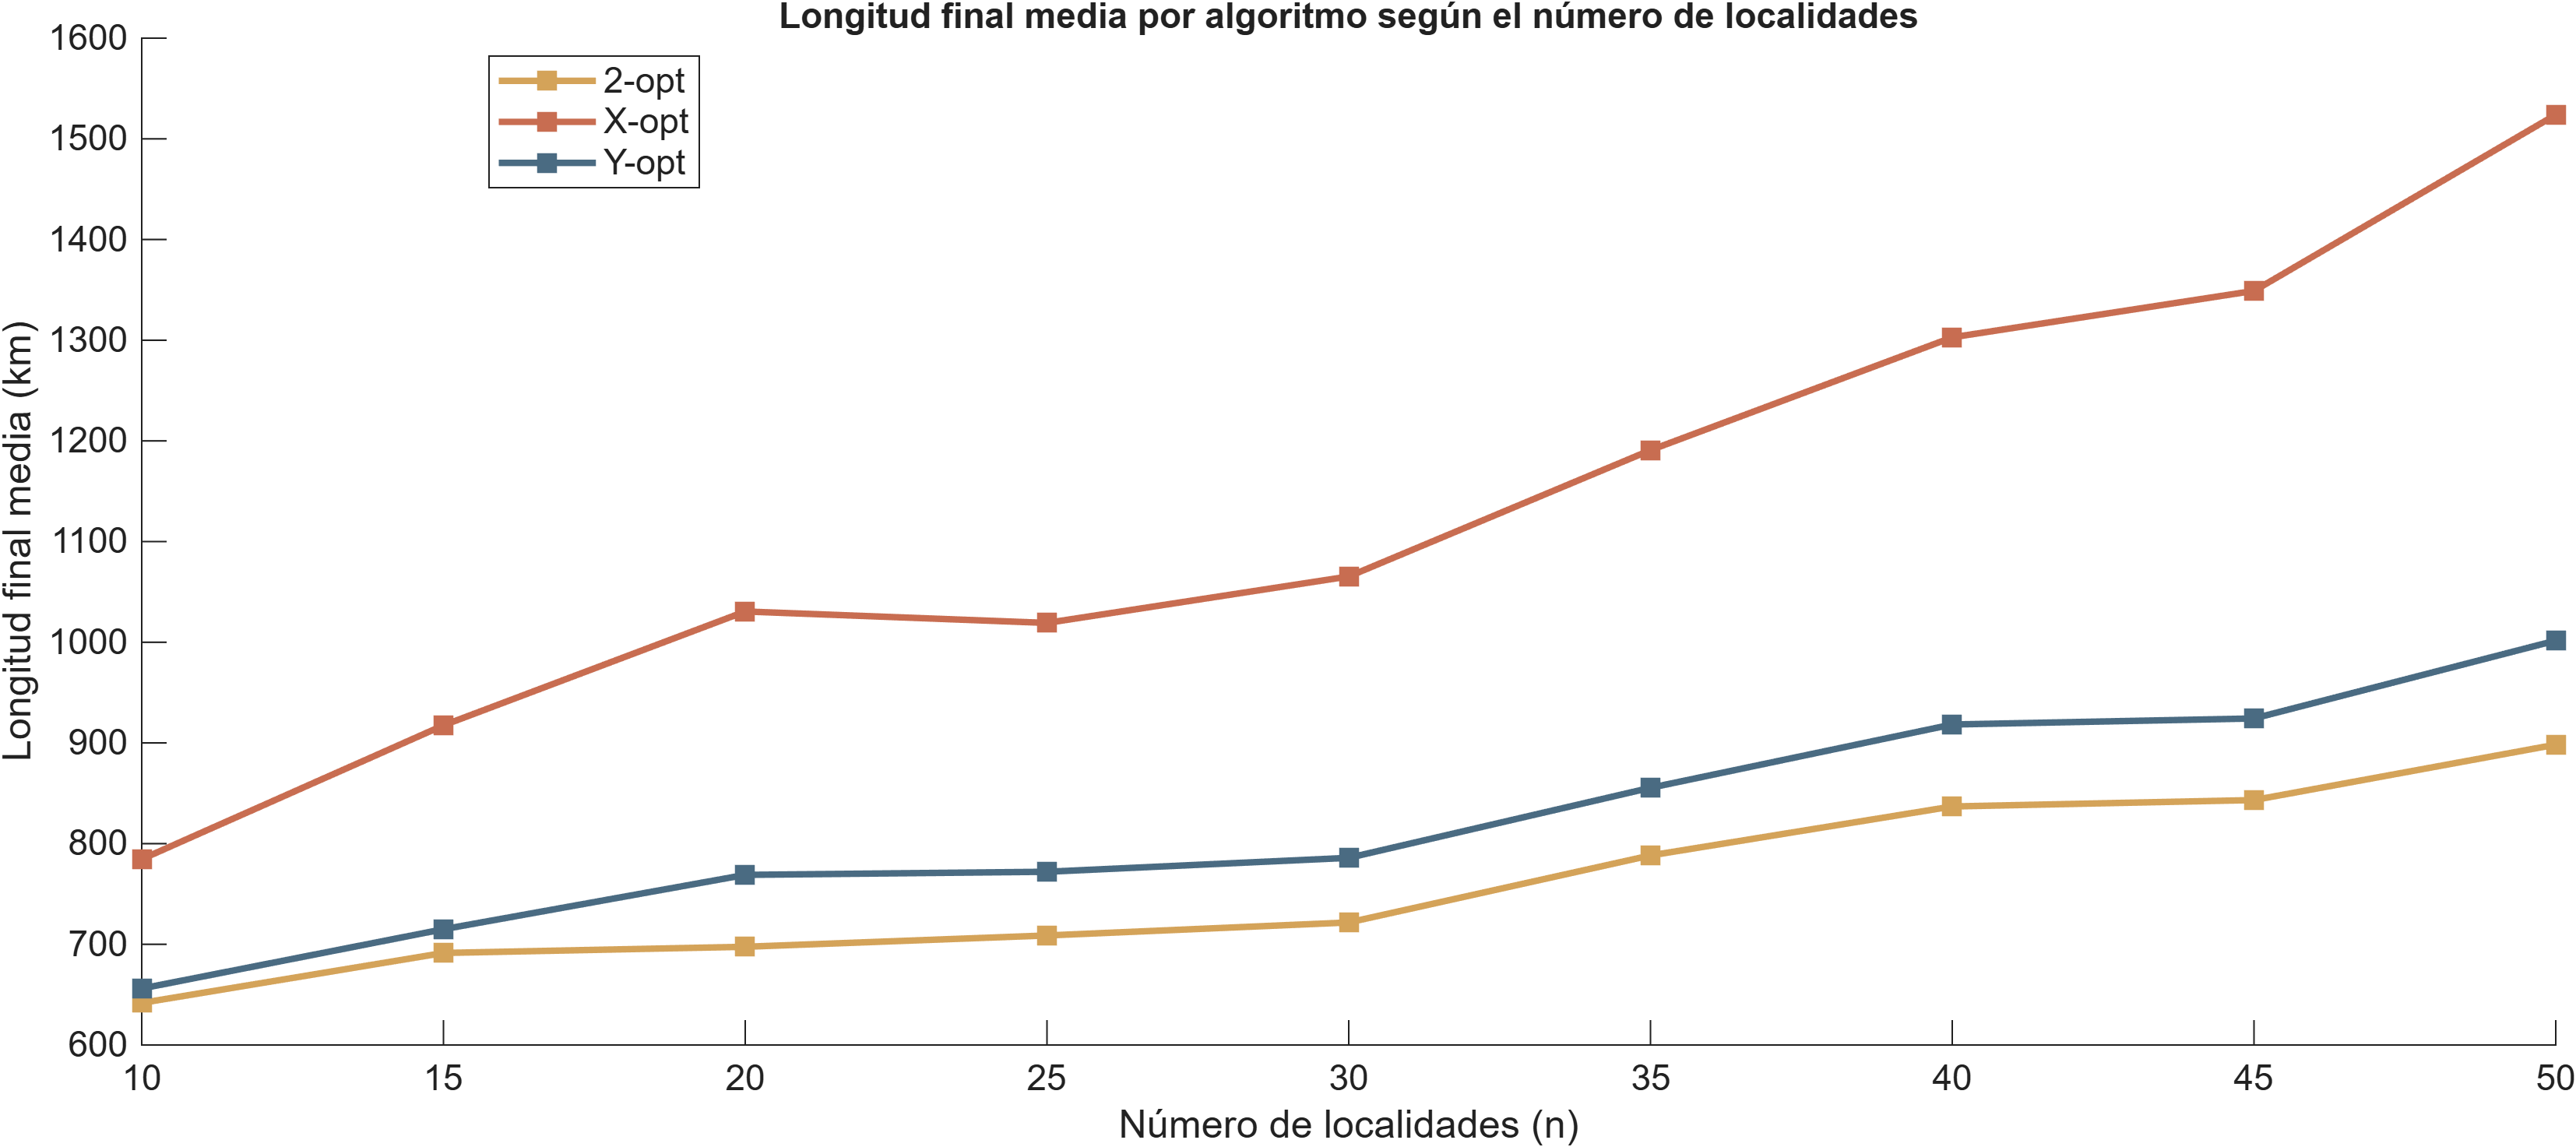 Longitud final media por algoritmo según el número de localidades
2-opt
X-opt
Y-opt
Longitud final media (km)
1600
1500
1400
1300
1200
1100
1000
900
800
700
600
10 15 20 25 30 35 40 45 50
Número de localidades (n)